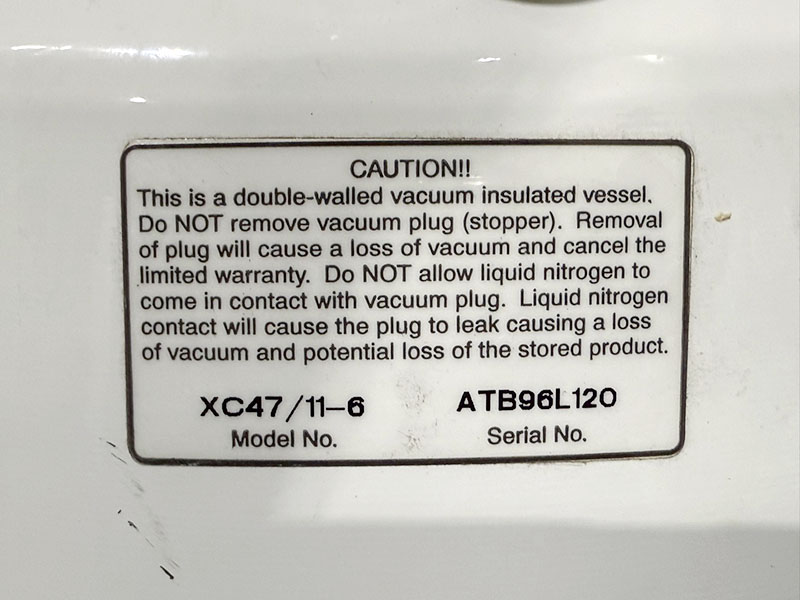 CAUTION!!
This is a double-walled vacuum insulated vessel.
Do NOT remove vacuum plug (stopper). Removal
of plug will cause a loss of vacuum and cancel the
limited warranty. Do NOT allow liquid nitrogen to
come in contact with vacuum plug. Liquid nitrogen
contact will cause the plug to leak causing a loss
of vacuum and potential loss of the stored product.
XC47/11-6 ATB96L120
Model No. Serial No.